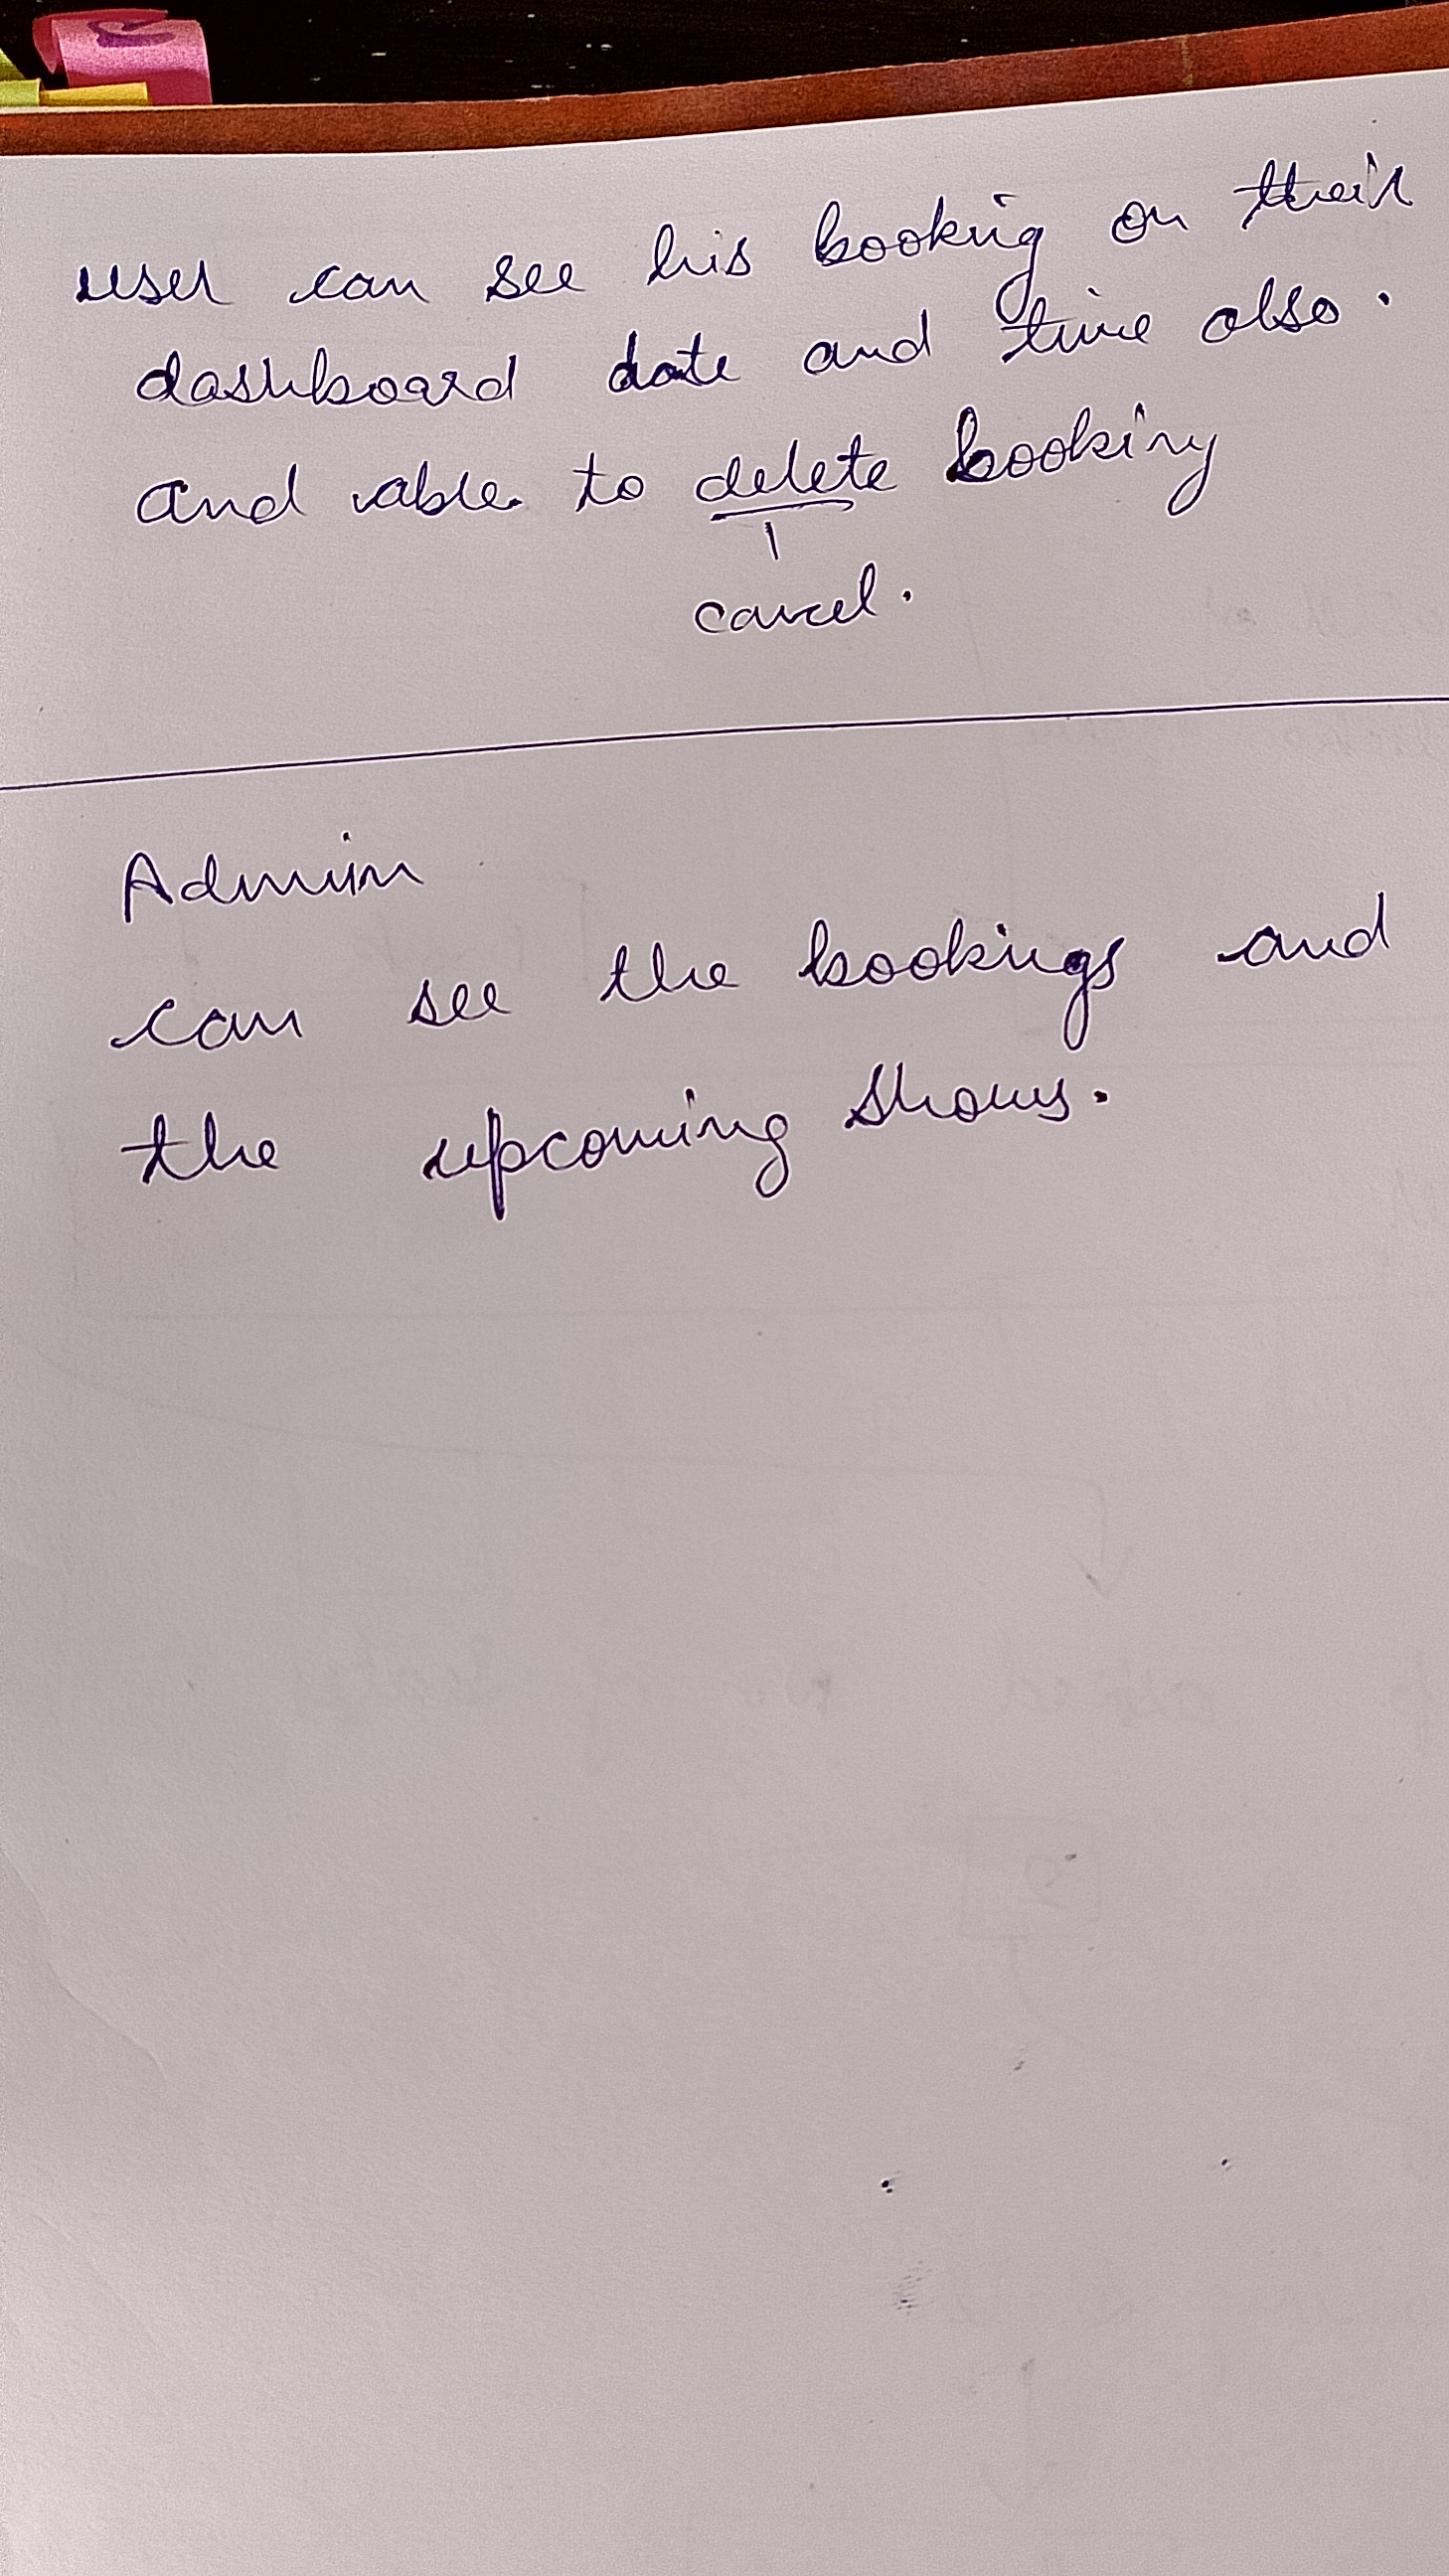 user can see his booking on their
dashboard date and time also.
and able to delete booking
cancel.
Admin
can see the bookings and
the upcoming shows.